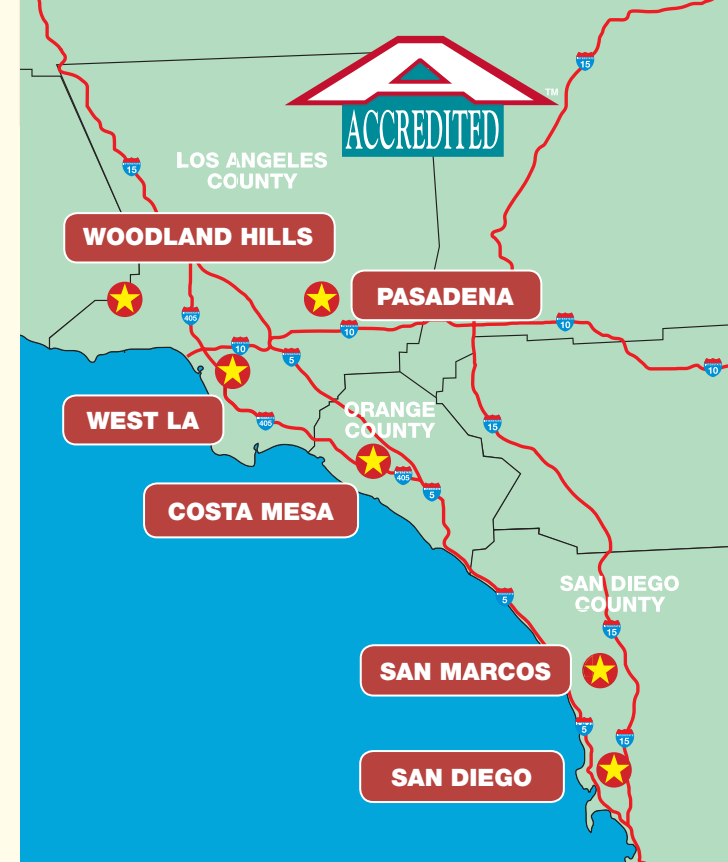 15
™
ACCREDITED
LOS ANGELES
COUNTY
15
WOODLAND HILLS
PASADENA
405
10
10
10
5
10
WEST LA
405
ORANGE
COUNTY
15
405
5
COSTA MESA
SAN DIEGO
COUNTY
5
15
SAN MARCOS
5
15
SAN DIEGO